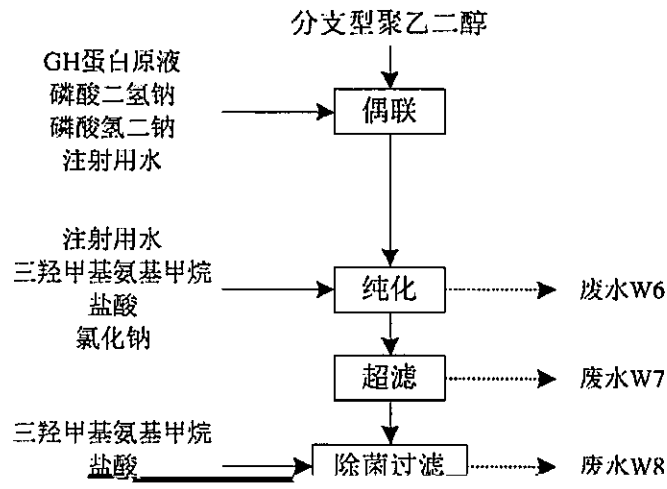 分支型聚乙二醇
GH蛋白原液
磷酸二氢钠
磷酸氢二钠
注射用水
偶联
注射用水
三羟甲基氨基甲烷
盐酸
氯化钠
纯化
废水W6
超滤
废水W7
三羟甲基氨基甲烷
盐酸
除菌过滤
废水W8